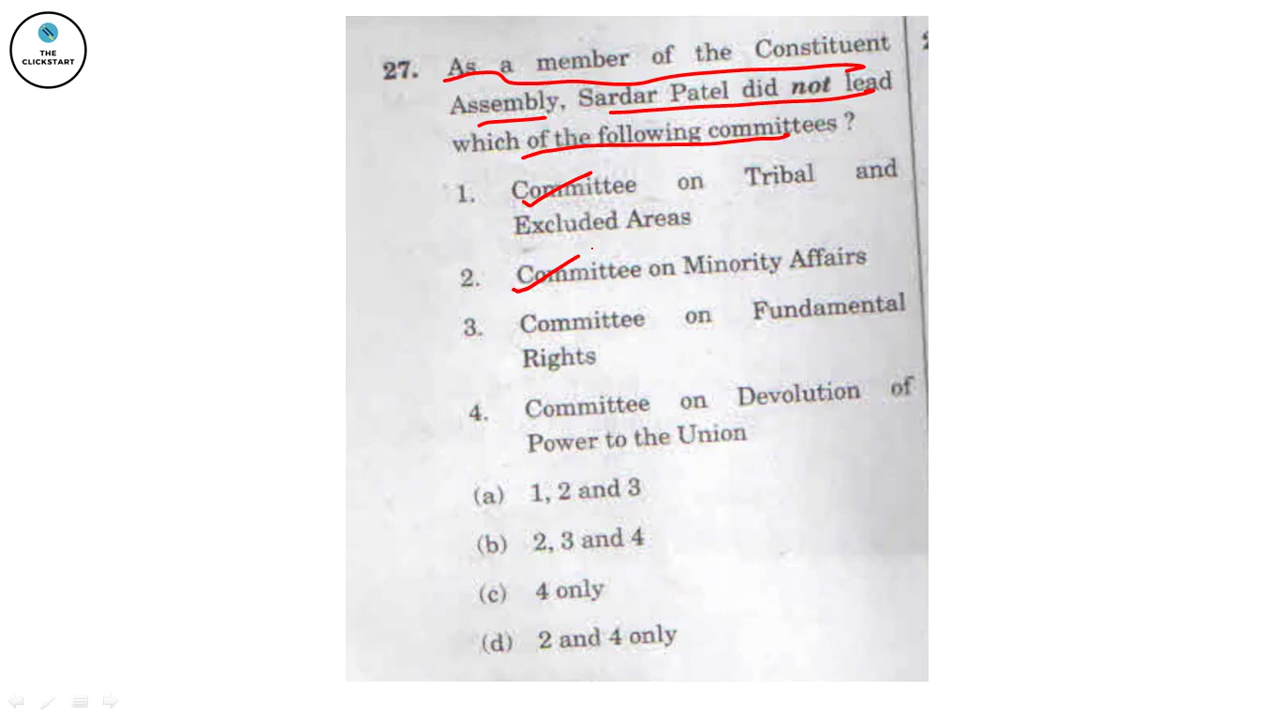 THE
CLICKSTART
27. As a member of the Constituent
Assembly, Sardar Patel did not lead
which of the following committees ?
1. Committee on Tribal and
Excluded Areas
2. Committee on Minority Affairs
3. Committee on Fundamental
Rights
4. Committee on Devolution of
Power to the Union
(a) 1, 2 and 3
(b) 2, 3 and 4
(c) 4 only
(d) 2 and 4 only